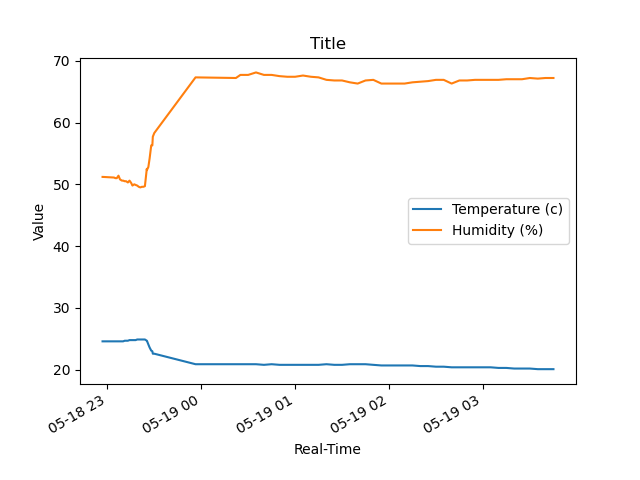 Title
70
60
50
40
30
20
Value
Temperature (c)
Humidity (%)
05-18 23
05-19 00
05-19 01
05-19 02
05-19 03
Real-Time